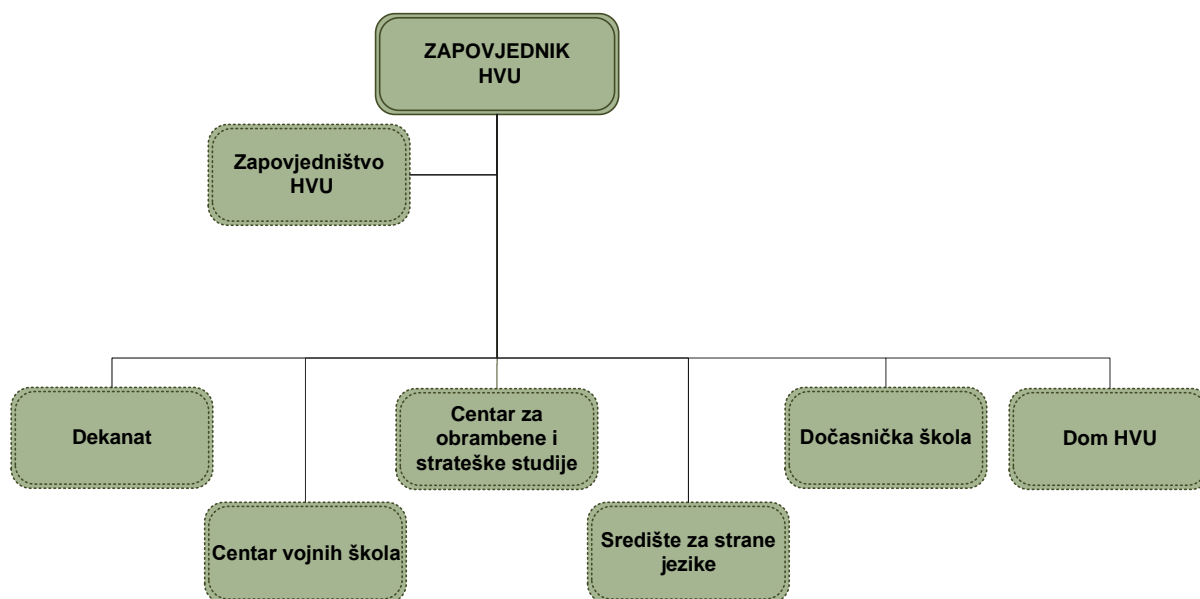 ZAPOVJEDNIK
HVU
Zapovjedništvo
HVU
Dekanat
Centar za
obrambene i
strateške studije
Dočasnička škola
Dom HVU
Centar vojnih škola
Središte za strane
jezike